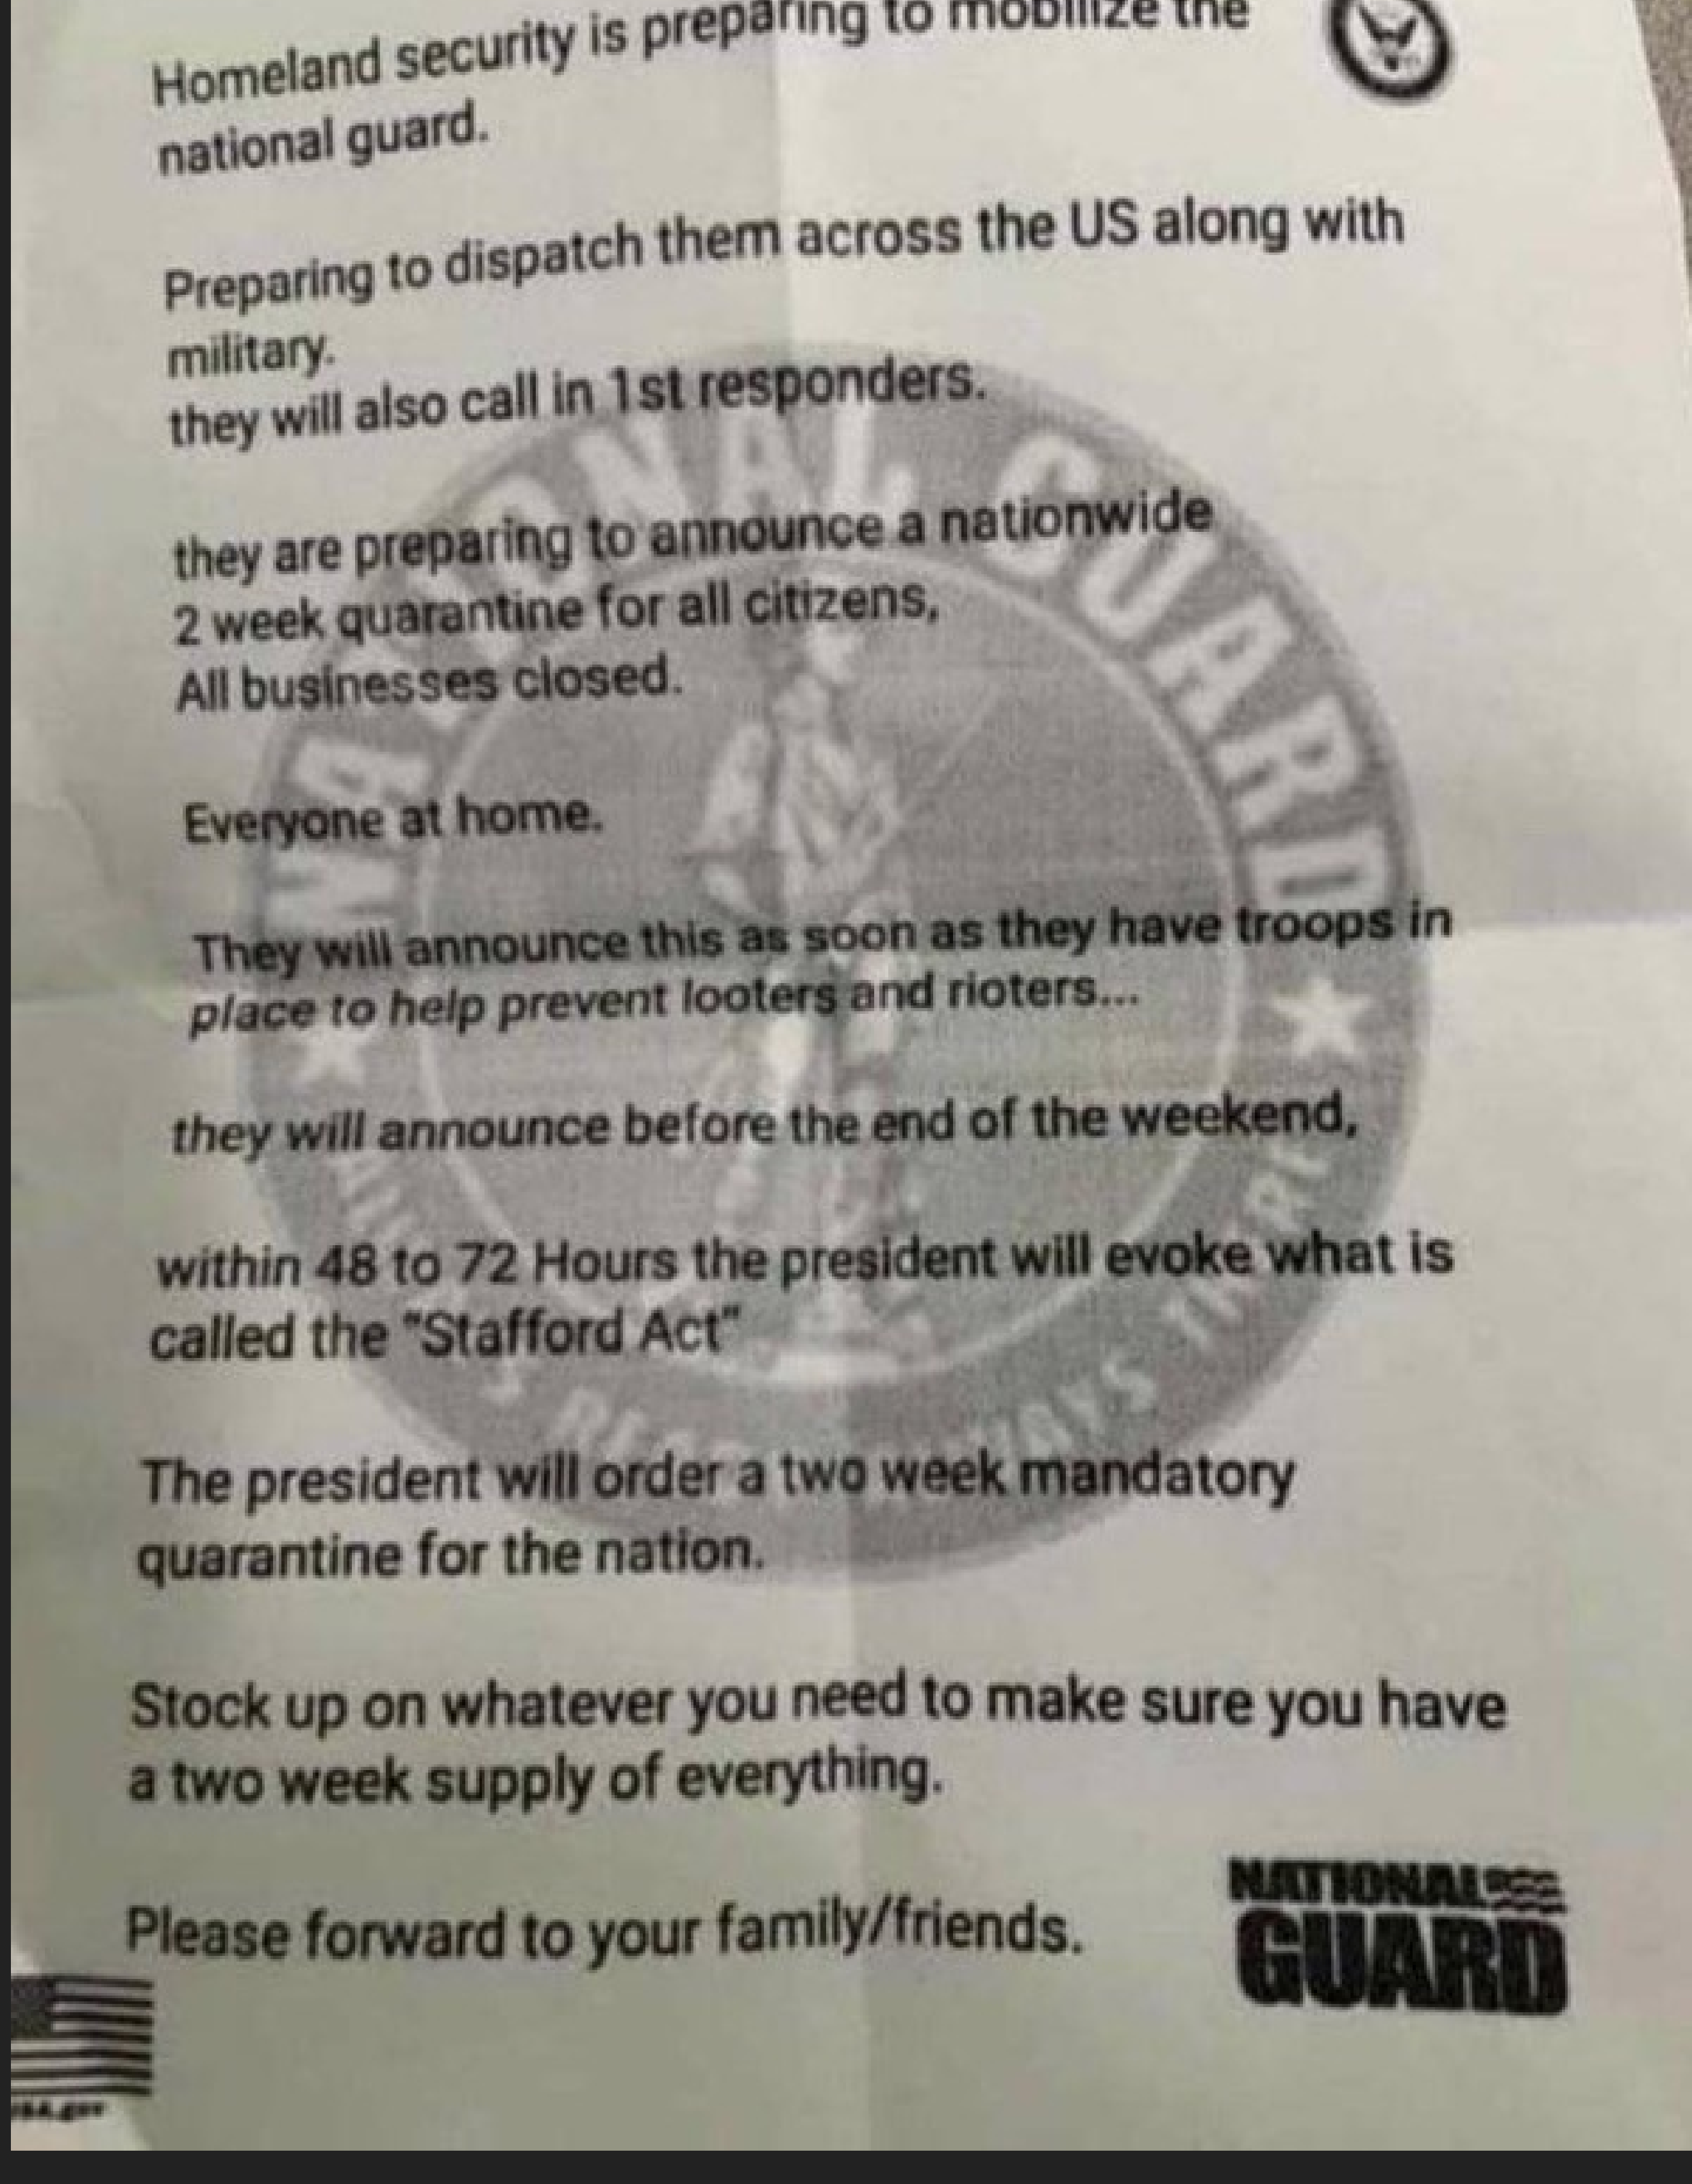 Homeland security is preparing to mobilize the
national guard.
Preparing to dispatch them across the US along with
military.
they will also call in 1st responders.
they are preparing to announce a nationwide
2 week quarantine for all citizens,
All businesses closed.
Everyone at home.
They will announce this as soon as they have troops in
place to help prevent looters and rioters...
they will announce before the end of the weekend,
within 48 to 72 Hours the president will evoke what is
called the "Stafford Act"
The president will order a two week mandatory
quarantine for the nation.
Stock up on whatever you need to make sure you have
a two week supply of everything.
Please forward to your family/friends.
NATIONAL
GUARD
NATIONAL GUARD